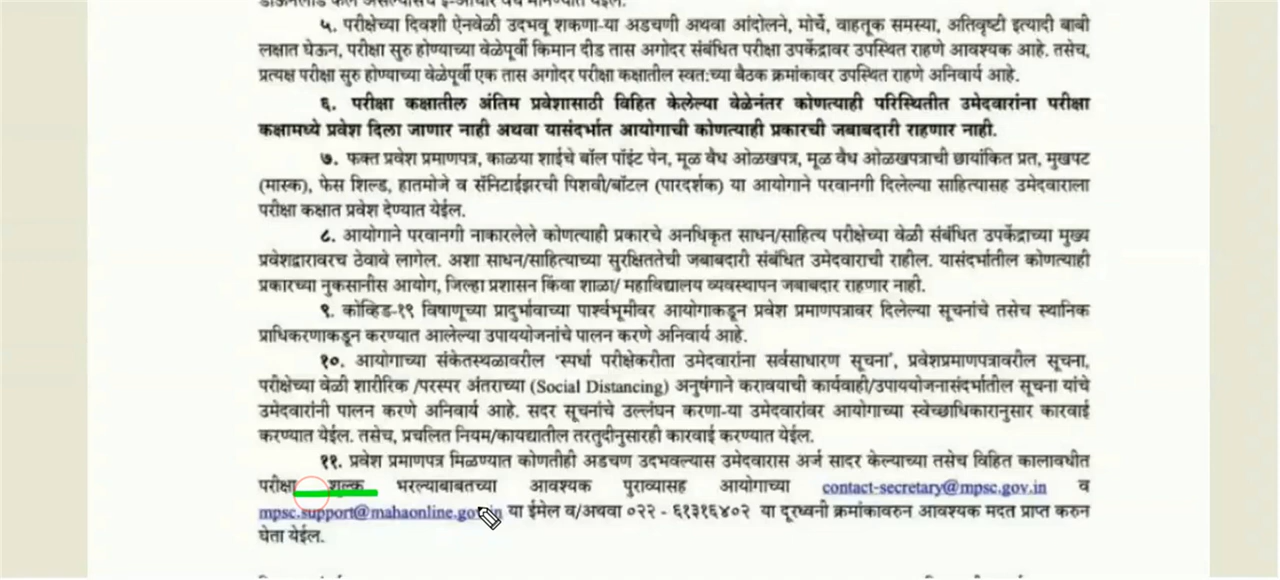 ५. परीक्षेच्या दिवशी ऐनवेळी उदभवू शकणा-या अडचणी अथवा आंदोलने, मोर्चे, वाहतूक समस्या, अतिवृष्टी इत्यादी बाबी
लक्षात घेऊन, परीक्षा सुरु होण्याच्या वेळेपूर्वी किमान दीड तास अगोदर संबंधित परीक्षा उपकेंद्रावर उपस्थित राहणे आवश्यक आहे. तसेच,
प्रत्यक्ष परीक्षा सुरु होण्याच्या वेळेपूर्वी एक तास अगोदर परीक्षा कक्षातील स्वत:च्या बैठक क्रमांकावर उपस्थित राहणे अनिवार्य आहे.
६. परीक्षा कक्षातील अंतिम प्रवेशासाठी विहित केलेल्या वेळेनंतर कोणत्याही परिस्थितीत उमेदवारांना परीक्षा
कक्षामध्ये प्रवेश दिला जाणार नाही अथवा यासंदर्भात आयोगाची कोणत्याही प्रकारची जबाबदारी राहणार नाही.
७. फक्त प्रवेश प्रमाणपत्र, काळया शाईचे बॉल पॉइंट पेन, मूळ वैध ओळखपत्र, मूळ वैध ओळखपत्राची छायांकित प्रत, मुखपट
(मास्क), फेस शिल्ड, हातमोजे व सॅनिटाईझरची पिशवी/बॉटल (पारदर्शक) या आयोगाने परवानगी दिलेल्या साहित्यासह उमेदवाराला
परीक्षा कक्षात प्रवेश देण्यात येईल.
८. आयोगाने परवानगी नाकारलेले कोणत्याही प्रकारचे अनधिकृत साधन/साहित्य परीक्षेच्या वेळी संबंधित उपकेंद्राच्या मुख्य
प्रवेशद्वारावरच ठेवावे लागेल. अशा साधन/साहित्याच्या सुरक्षिततेची जबाबदारी संबंधित उमेदवाराची राहील. यासंदर्भातील कोणत्याही
प्रकारच्या नुकसानीस आयोग, जिल्हा प्रशासन किंवा शाळा/ महाविद्यालय व्यवस्थापन जबाबदार राहणार नाही.
९. कोव्हिड-१९ विषाणूच्या प्रादुर्भावाच्या पार्श्वभूमीवर आयोगाकडून प्रवेश प्रमाणपत्रावर दिलेल्या सूचनांचे तसेच स्थानिक
प्राधिकरणाकडून करण्यात आलेल्या उपाययोजनांचे पालन करणे अनिवार्य आहे.
१०. आयोगाच्या संकेतस्थळावरील 'स्पर्धा परीक्षेकरीता उमेदवारांना सर्वसाधारण सूचना', प्रवेशप्रमाणपत्रावरील सूचना,
परीक्षेच्या वेळी शारीरिक /परस्पर अंतराच्या (Social Distancing) अनुषंगाने करावयाची कार्यवाही/उपाययोजनासंदर्भातील सूचना यांचे
उमेदवारांनी पालन करणे अनिवार्य आहे. सदर सूचनांचे उल्लंघन करणा-या उमेदवारांवर आयोगाच्या स्वेच्छाधिकारानुसार कारवाई
करण्यात येईल. तसेच, प्रचलित नियम/कायद्यातील तरतुदीनुसारही कारवाई करण्यात येईल.
११. प्रवेश प्रमाणपत्र मिळण्यात कोणतीही अडचण उदभवल्यास उमेदवारास अर्ज सादर केल्याच्या तसेच विहित कालावधीत
परीक्षा शुल्क भरल्याबाबतच्या आवश्यक पुराव्यासह आयोगाच्या contact-secretary@mpsc.gov.in व
mpsc.support@mahaonline.gov.in या ईमेल व/अथवा ०२२ - ६१३१६४०२ या दूरध्वनी क्रमांकावरुन आवश्यक मदत प्राप्त करुन
घेता येईल.